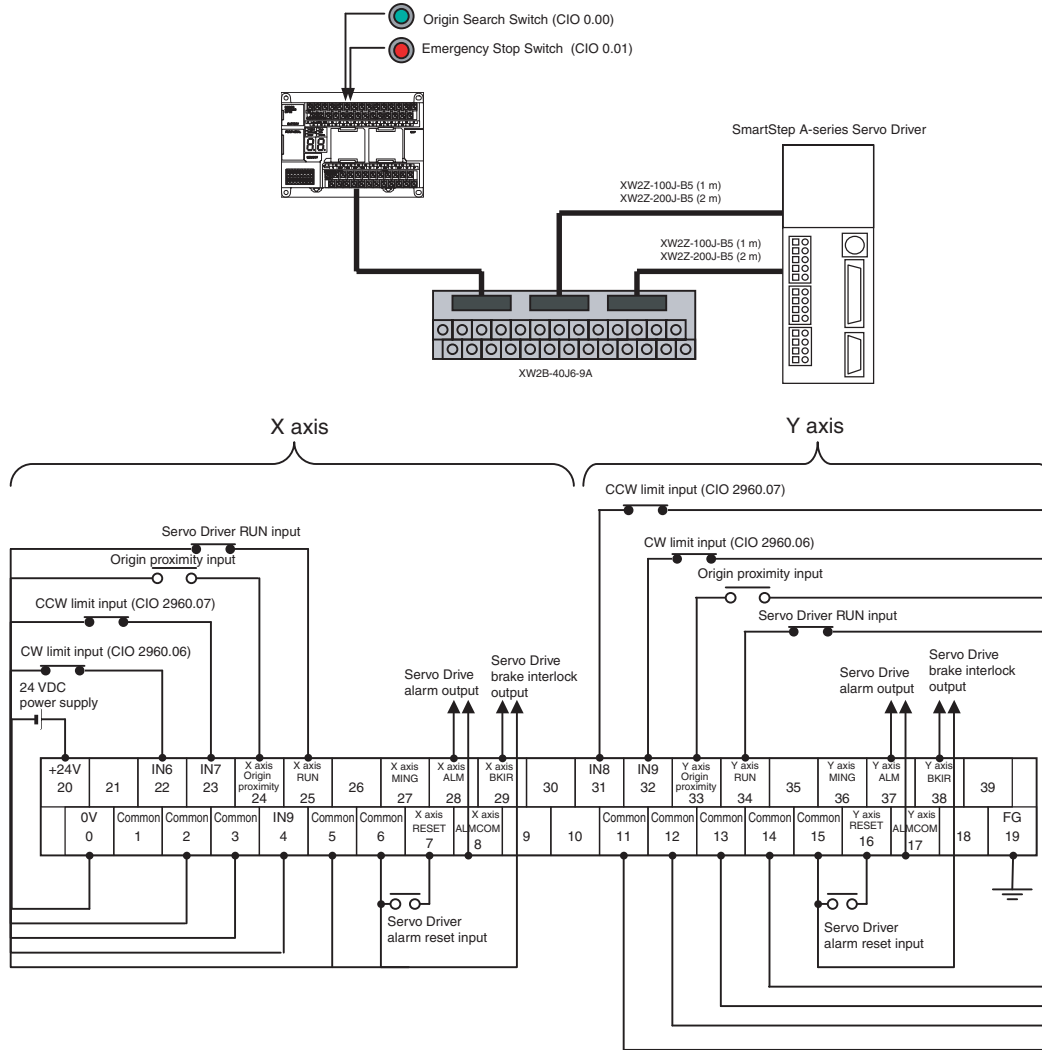 Origin Search Switch (CIO 0.00)
Emergency Stop Switch (CIO 0.01)
SmartStep A-series Servo Driver
XW2Z-100J-B5 (1 m)
XW2Z-200J-B5 (2 m)
XW2Z-100J-B5 (1 m)
XW2Z-200J-B5 (2 m)
XW2B-40J6-9A
X axis
Y axis
CCW limit input (CIO 2960.07)
Servo Driver RUN input
CW limit input (CIO 2960.06)
Origin proximity input
Origin proximity input
CCW limit input (CIO 2960.07)
Servo Driver RUN input
CW limit input (CIO 2960.06)
24 VDC
power supply
Servo Drive
alarm output
Servo Drive
brake interlock
output
Servo Drive
alarm output
Servo Drive
brake interlock
output
+24V
20
21
IN6
22
IN7
23
X axis
Origin
proximity
24
X axis
RUN
25
26
X axis
MING
27
X axis
ALM
28
X axis
BKIR
29
30
IN8
31
IN9
32
Y axis
Origin
proximity
33
Y axis
RUN
34
35
Y axis
MING
36
Y axis
ALM
37
Y axis
BKIR
38
39
0V
0
Common
1
Common
2
Common
3
IN9
4
Common
5
Common
6
X axis
RESET
7
X axis
ALMCOM
8
9
10
Common
11
Common
12
Common
13
Common
14
Common
15
Y axis
RESET
16
ALMCOM
17
18
FG
19
Servo Driver
alarm reset input
Servo Driver
alarm reset input